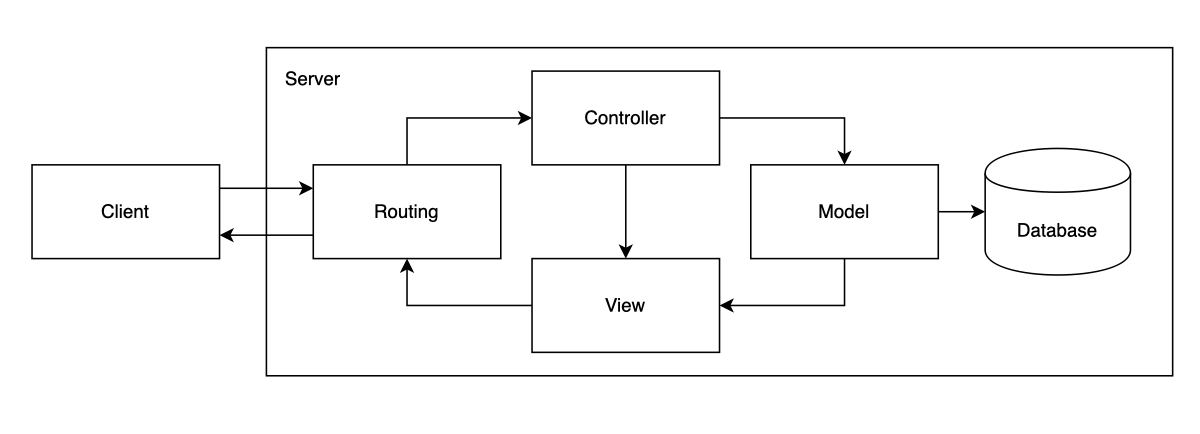 Server
Controller
Client
Routing
Model
Database
View